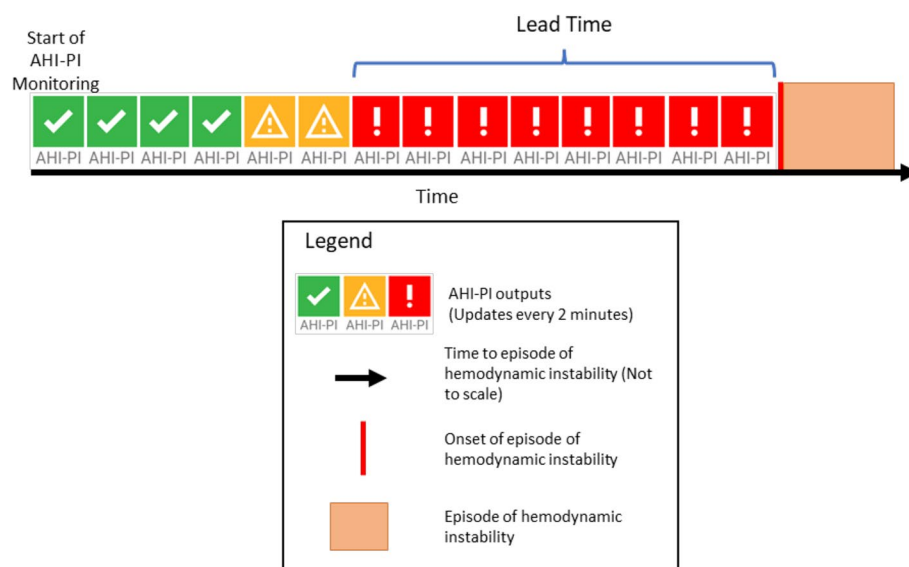 Lead Time
Start of
AHI-PI
Monitoring
AHI-PI AHI-PI AHI-PI AHI-PI AHI-PI AHI-PI AHI-PI AHI-PI AHI-PI AHI-PI AHI-PI AHI-PI AHI-PI AHI-PI
Time
Legend
AHI-PI AHI-PI AHI-PI
AHI-PI outputs
(Updates every 2 minutes)
Time to episode of
hemodynamic instability (Not
to scale)
Onset of episode of
hemodynamic instability
Episode of hemodynamic
instability